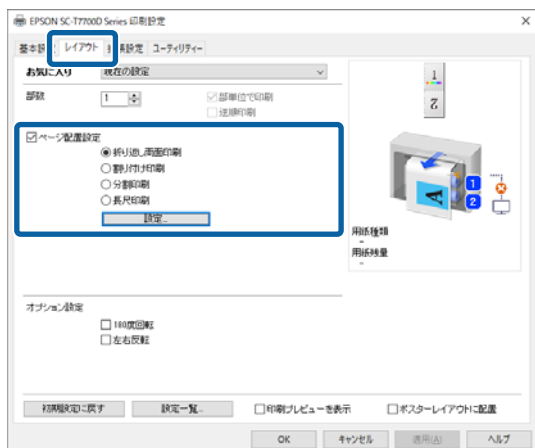 EPSON SC-T7700D Series 印刷設定
基本設 レイアウト 張設定 ユーティリティー
お気に入り 現在の設定
部数 1 部単位で印刷
逆順印刷
ページ配置設定
折り返し両面印刷
割り付け印刷
分割印刷
長尺印刷
設定...
1
2
A
1
2
用紙種類
-
用紙残量
-
オプション設定
180度回転
左右反転
初期設定に戻す 設定一覧... 印刷プレビューを表示 ポスターレイアウトに配置
OK キャンセル 適用(A) ヘルプ